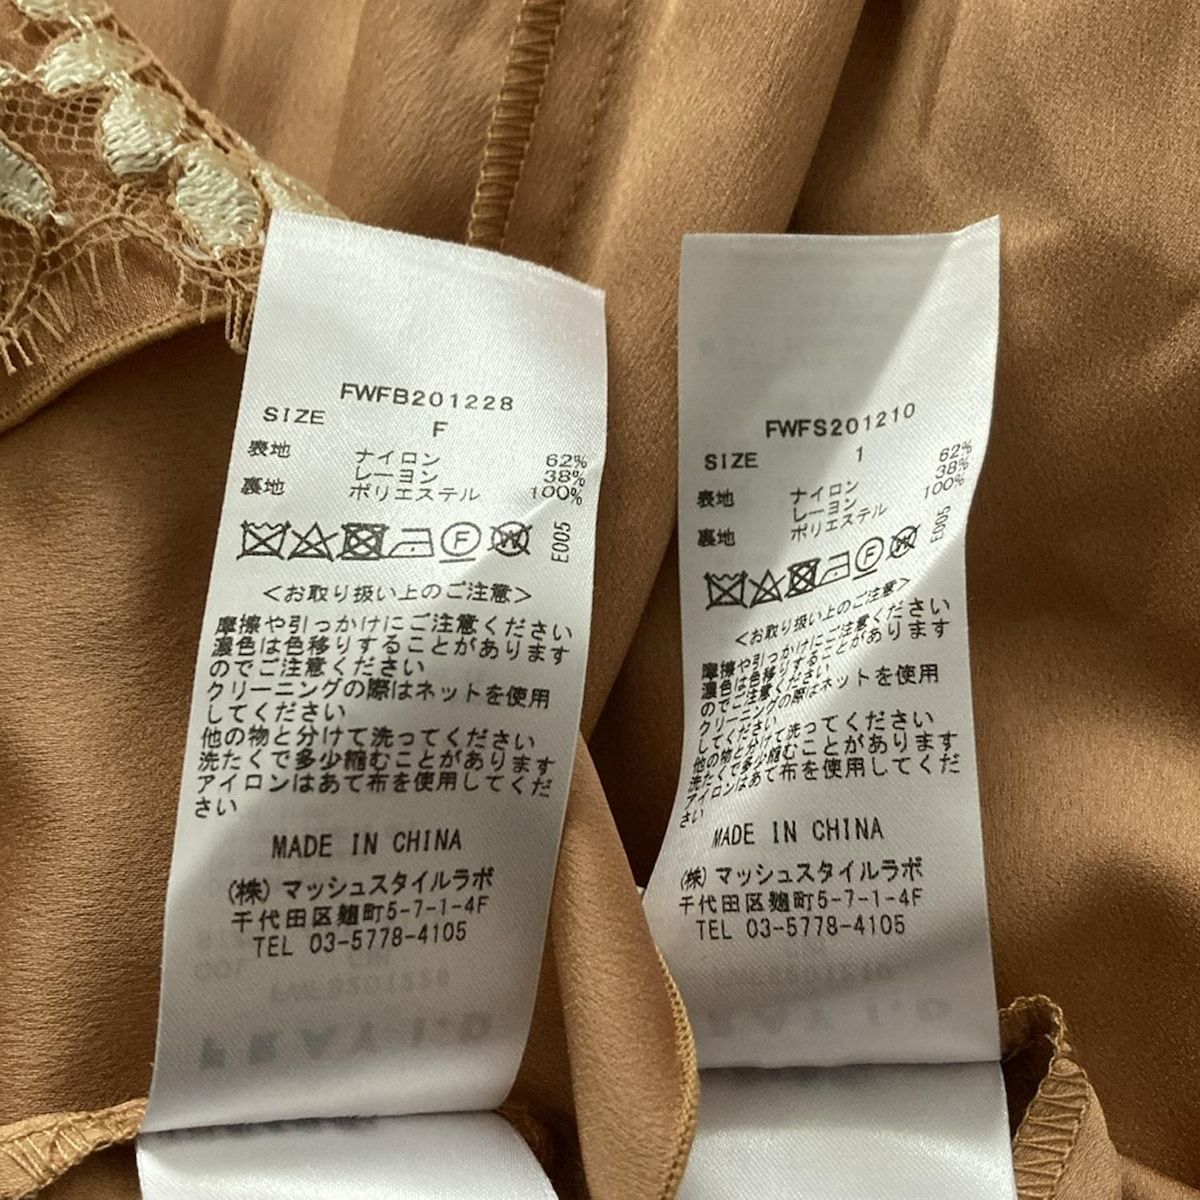 FWFB201228
SIZE F
表地 ナイロン 62%
レーヨン 38%
裏地 ポリエステル 100%
F W E005
<お取り扱い上のご注意>
摩擦や引っかけにご注意ください
濃色は色移りすることがあります
のでご注意ください
クリーニングの際はネットを使用
してください
他の物と分けて洗ってください
洗たくで多少縮むことがあります
アイロンはあて布を使用してくだ
さい
MADE IN CHINA
(株)マッシュスタイルラボ
千代田区麹町5-7-1-4F
TEL 03-5778-4105
FWFB201228
FRAY I.D
FWFS201210
SIZE 1
表地 ナイロン 62%
レーヨン 38%
裏地 ポリエステル 100%
F W E005
<お取り扱い上のご注意>
摩擦や引っかけにご注意ください
濃色は色移りすることがあります
のでご注意ください
クリーニングの際はネットを使用
してください
他の物と分けて洗ってください
洗たくで多少縮むことがあります
アイロンはあて布を使用してくだ
さい
MADE IN CHINA
(株)マッシュスタイルラボ
千代田区麹町5-7-1-4F
TEL 03-5778-4105
FWFS201210
FRAY I.D